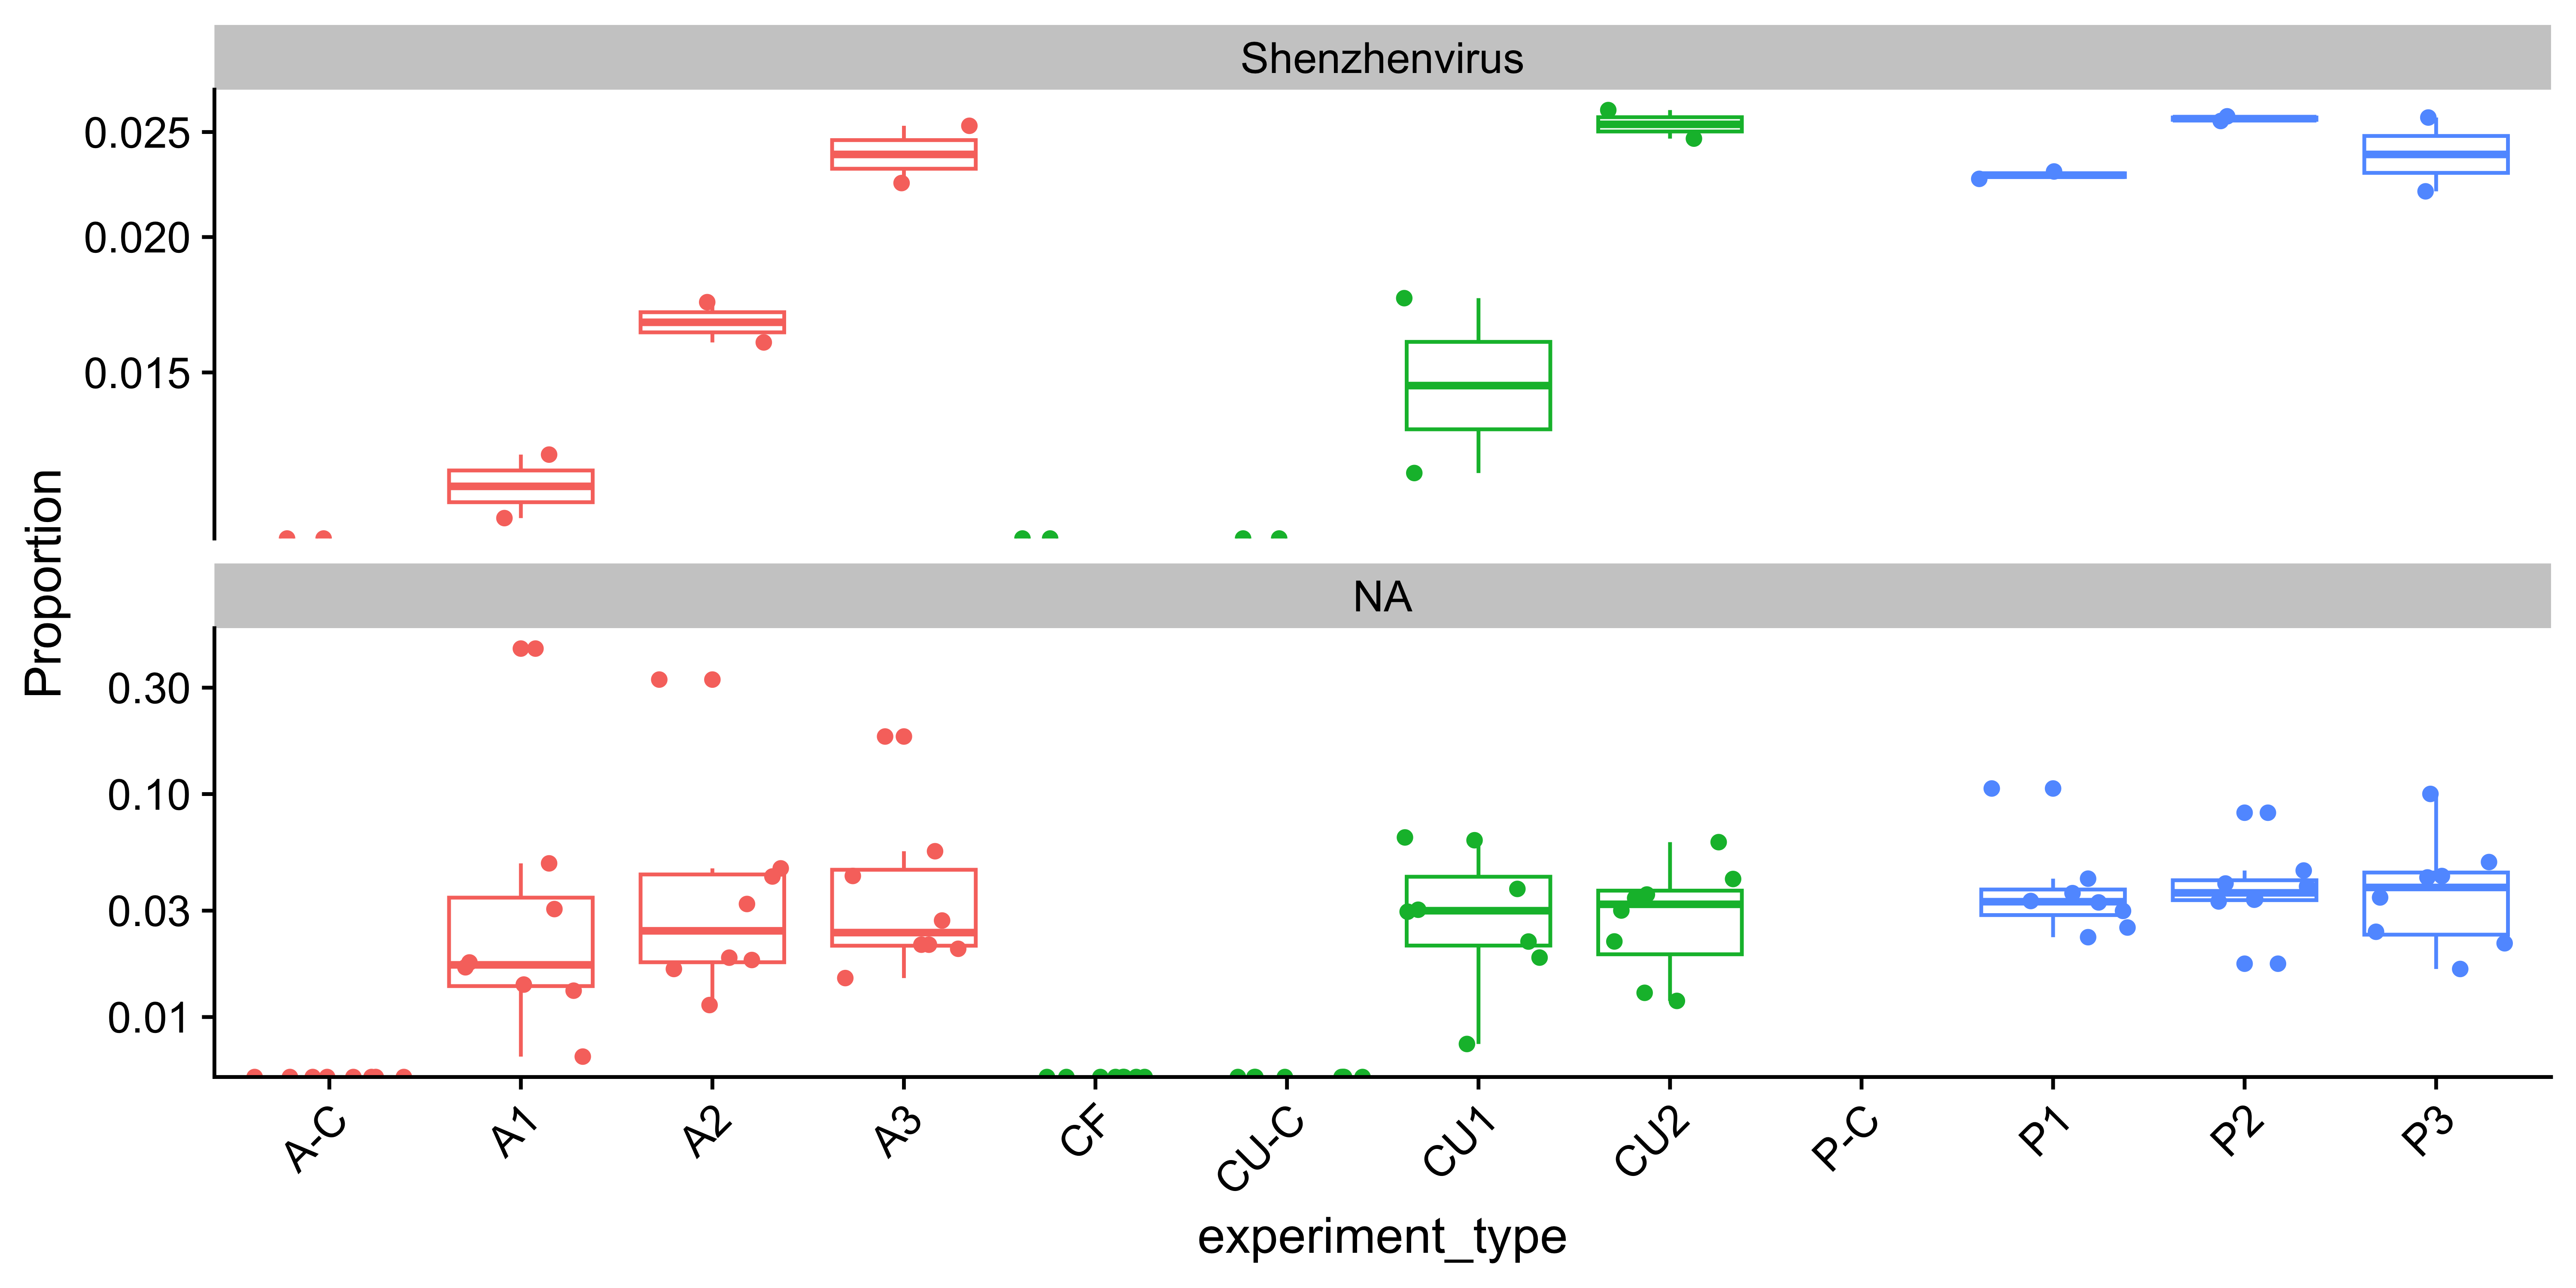 Shenzhenvirus
0.025
0.020
0.015
Proportion
NA
0.30
0.10
0.03
0.01
A-C A1 A2 A3 CF CU-C CU1 CU2 P-C P1 P2 P3
experiment_type